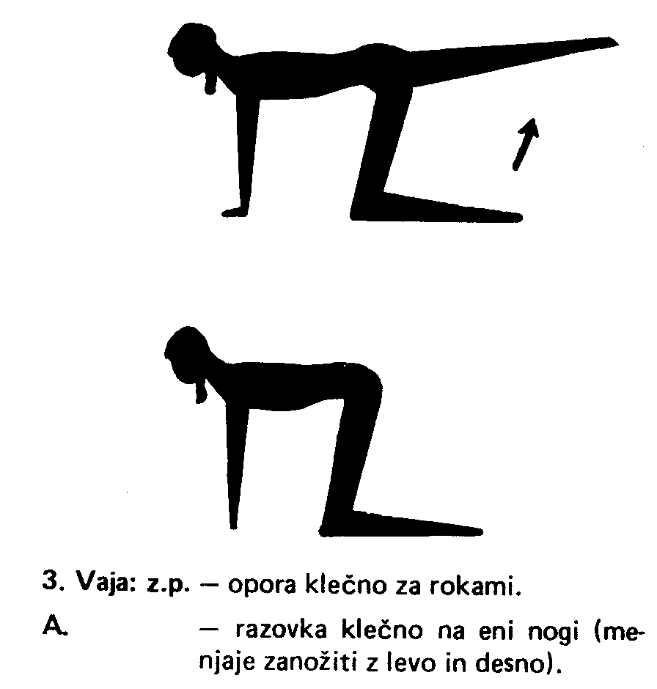 3. Vaja: z.p. — opora klečno za rokami.
A. — razovka klečno na eni nogi (me-
njaje zanožiti z levo in desno).